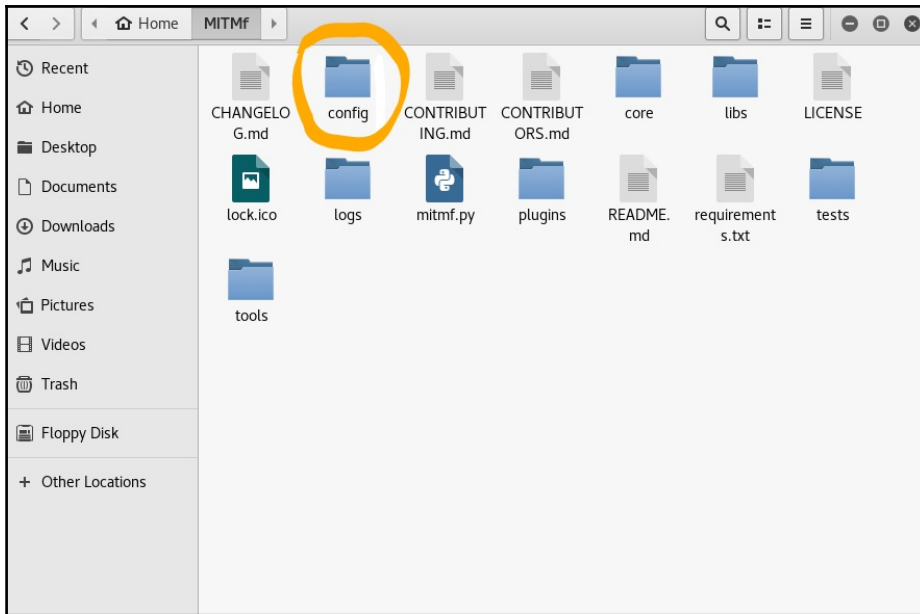 Home
MITMf
Recent
Home
Desktop
Documents
Downloads
Music
Pictures
Videos
Trash
Floppy Disk
+ Other Locations
CHANGELO
G.md
config
CONTRIBUT
ING.md
CONTRIBUT
ORS.md
core
libs
LICENSE
lock.ico
logs
mitmf.py
plugins
README.
md
requirement
s.txt
tests
tools